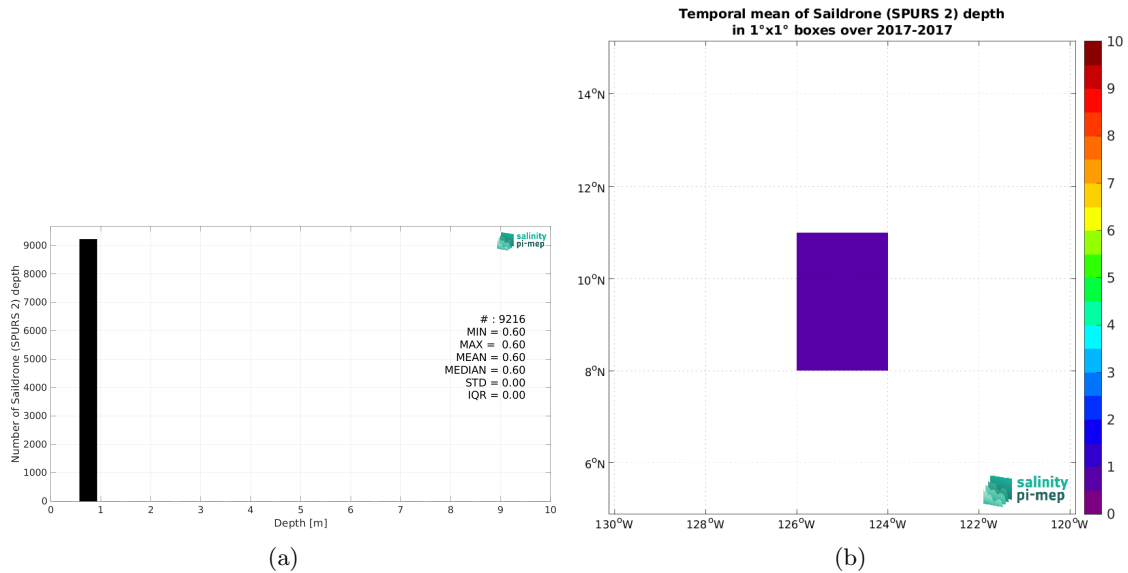 Number of Saildrone (SPURS 2) depth
9000
8000
7000
6000
5000
4000
3000
2000
1000
0
0 1 2 3 4 5 6 7 8 9 10
Depth [m]
salinity
pi-mep
# : 9216
MIN = 0.60
MAX = 0.60
MEAN = 0.60
MEDIAN = 0.60
STD = 0.00
IQR = 0.00
(a)
Temporal mean of Saildrone (SPURS 2) depth
in 1°x1° boxes over 2017-2017
14°N
12°N
10°N
8°N
6°N
130°W 128°W 126°W 124°W 122°W 120°W
salinity
pi-mep
10
9
8
7
6
5
4
3
2
1
0
(b)